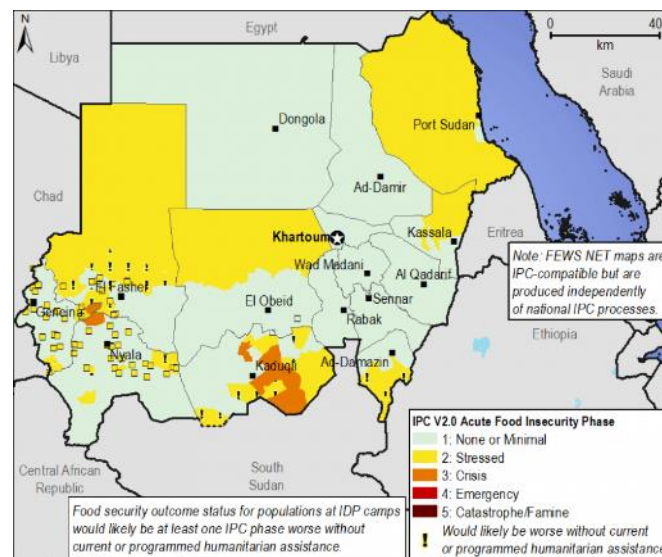 N
Egypt
0
40
km
Libya
Saudi
Arabia
Dongola
Port Sudan
Ad-Damir
Chad
Khartoum
Kassala
Eritrea
Wad Madani
Al Qadarif
Note: FEWS NET maps are
IPC-compatible but are
produced independently
of national IPC processes.
El Fasher
Geneina
El Obeid
Sennar
Rabak
Ethiopia
Nyala
Kaduqli
Ad-Damazin
IPC V2.0 Acute Food Insecurity Phase
1: None or Minimal
2: Stressed
3: Crisis
4: Emergency
5: Catastrophe/Famine
! Would likely be worse without current
or programmed humanitarian assistance
Central African
Republic
South
Sudan
Food security outcome status for populations at IDP camps
would likely be at least one IPC phase worse without
current or programmed humanitarian assistance.